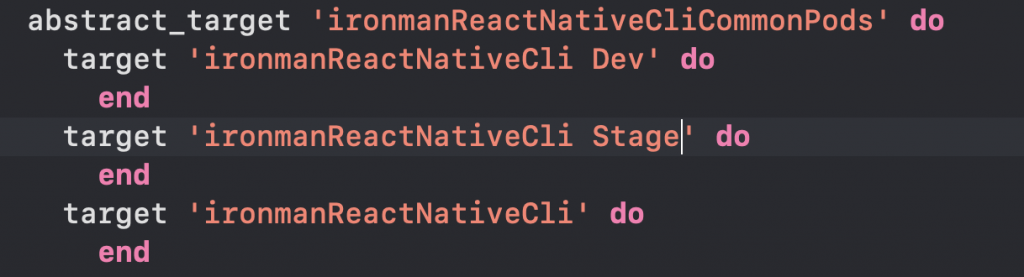 abstract_target 'ironmanReactNativeCliCommonPods' do
  target 'ironmanReactNativeCli Dev' do
    end
  target 'ironmanReactNativeCli Stage' do
    end
  target 'ironmanReactNativeCli' do
    end